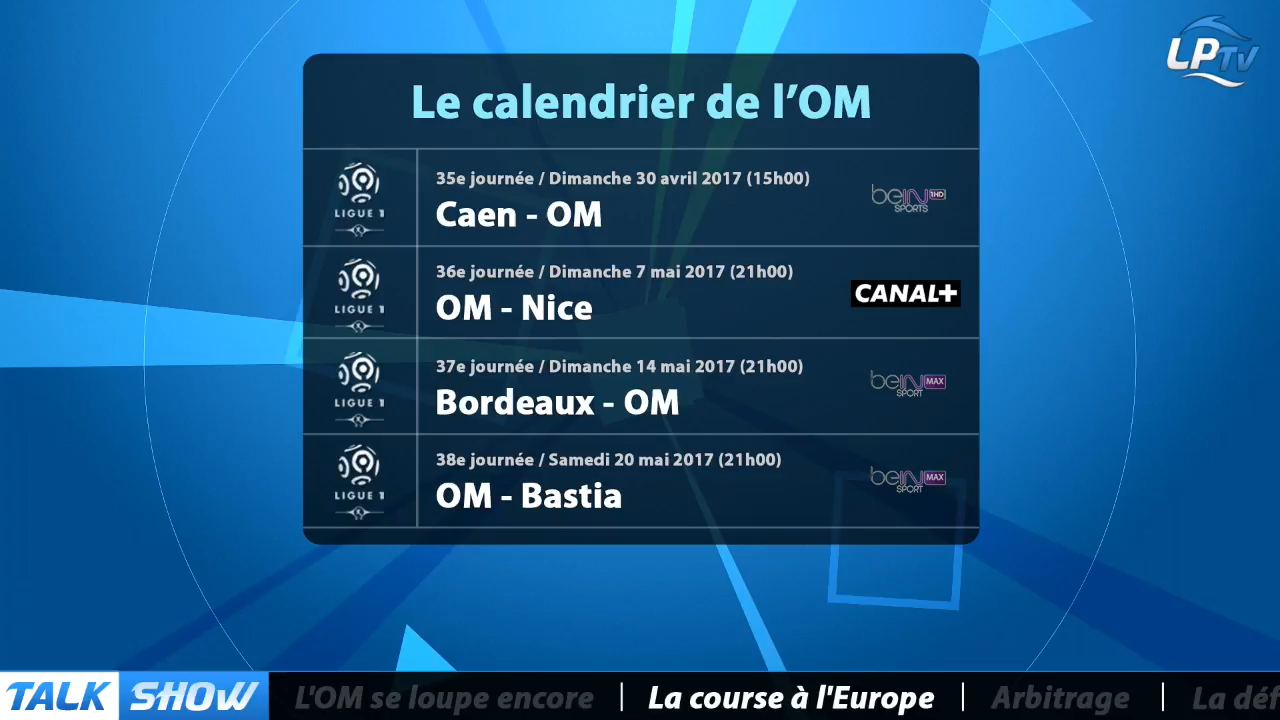 LPTV
Le calendrier de l’OM
LIGUE 1
35e journée / Dimanche 30 avril 2017 (15h00)
Caen - OM
beIN SPORTS 1HD
LIGUE 1
36e journée / Dimanche 7 mai 2017 (21h00)
OM - Nice
CANAL+
LIGUE 1
37e journée / Dimanche 14 mai 2017 (21h00)
Bordeaux - OM
beIN SPORT MAX
LIGUE 1
38e journée / Samedi 20 mai 2017 (21h00)
OM - Bastia
beIN SPORT MAX
TALK SHOW L'OM se loupe encore | La course à l'Europe | Arbitrage | La